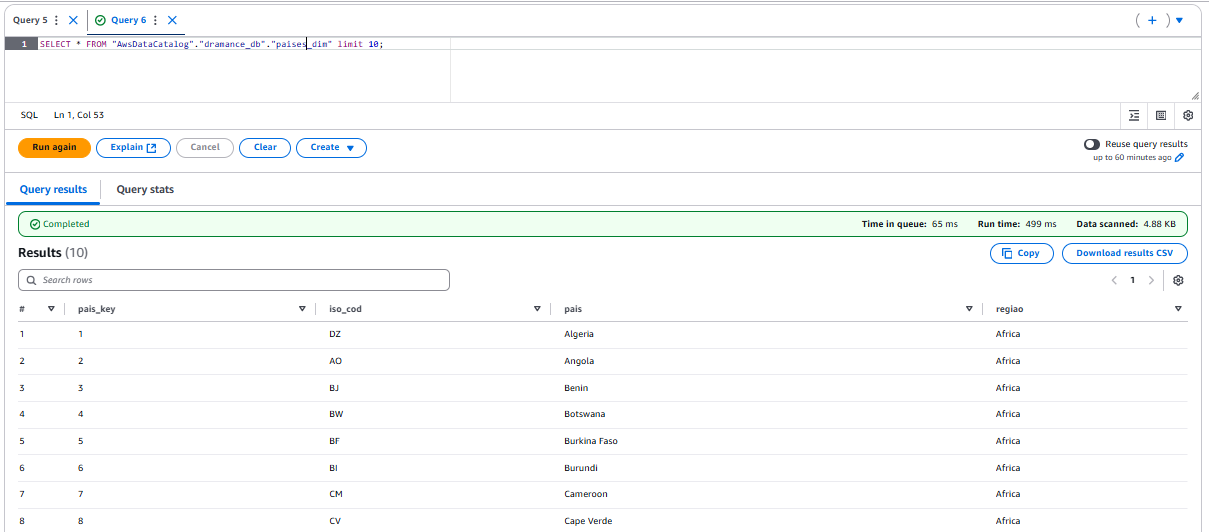 Query 5 Query 6
1 SELECT * FROM "AwsDataCatalog"."dramance_db"."paises_dim" limit 10;
SQL Ln 1, Col 53
Run again Explain Cancel Clear Create Reuse query results
up to 60 minutes ago
Query results Query stats
Completed Time in queue: 65 ms Run time: 499 ms Data scanned: 4.88 KB
Results (10) Copy Download results CSV
Search rows 1
# pais_key iso_cod pais regiao
1 1 DZ Algeria Africa
2 2 AO Angola Africa
3 3 BJ Benin Africa
4 4 BW Botswana Africa
5 5 BF Burkina Faso Africa
6 6 BI Burundi Africa
7 7 CM Cameroon Africa
8 8 CV Cape Verde Africa